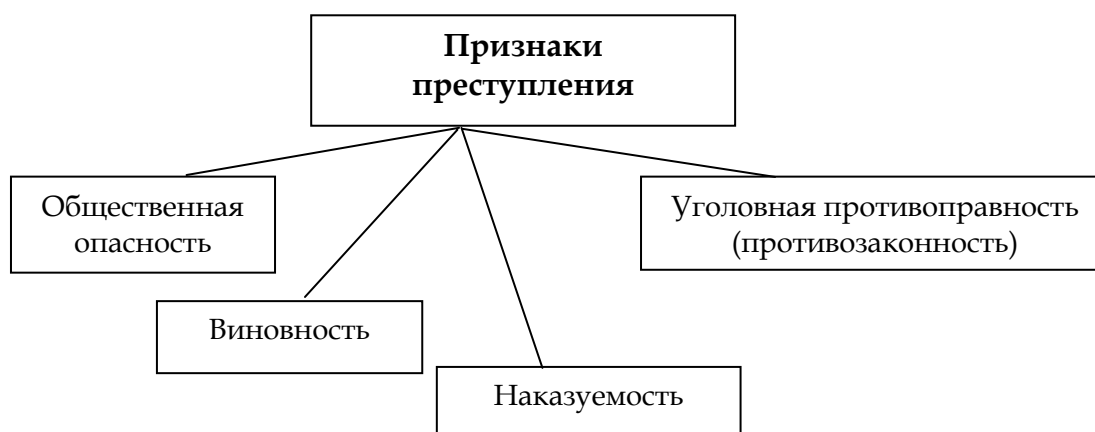 Признаки
преступления
Общественная
опасность
Уголовная противоправность
(противозаконность)
Виновность
Наказуемость